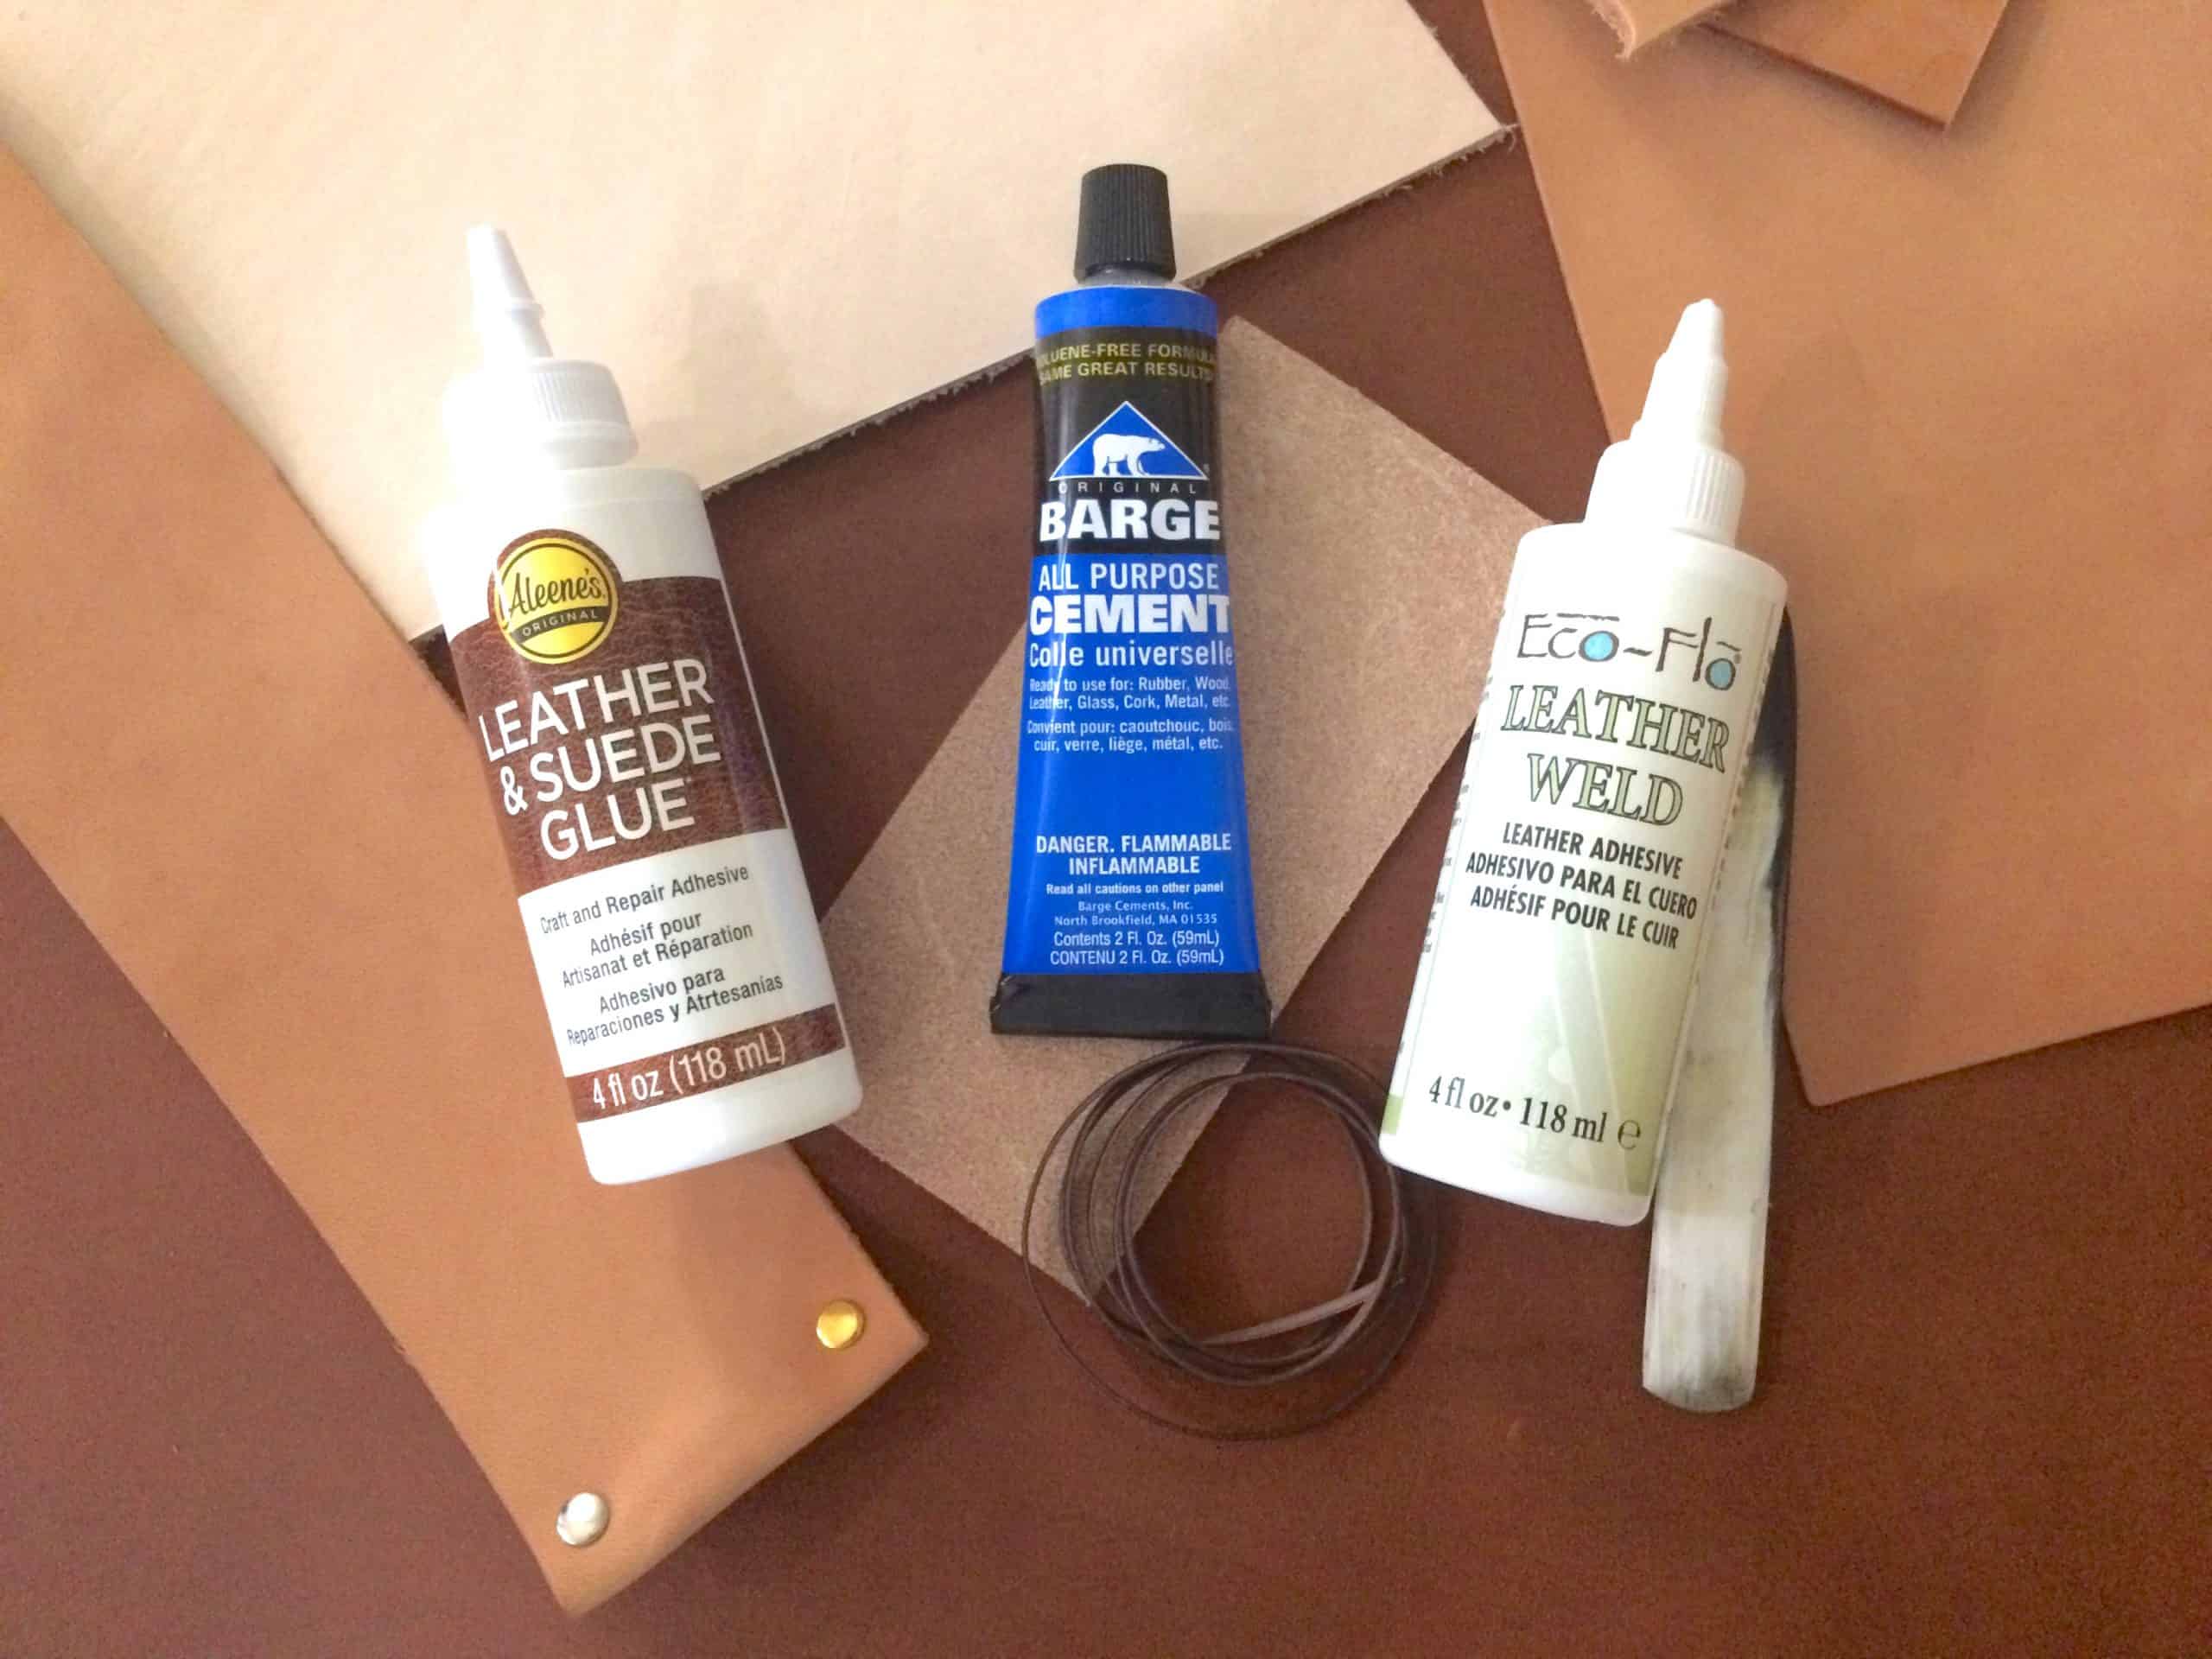 Aleene's
ORIGINAL
LEATHER
& SUEDE
GLUE
Craft and Repair Adhesive
Adhésif pour
Artisanat et Réparation
Adhesivo para
Reparaciones y Atrtesanías
4 fl oz (118 mL)
TOLUENE-FREE FORMULA
SAME GREAT RESULTS
ORIGINAL
BARGE
ALL PURPOSE
CEMENT
Colle universelle
Ready to use for: Rubber, Wood,
Leather, Glass, Cork, Metal, etc.
Convient pour: caoutchouc, bois,
cuir, verre, liège, métal, etc.
DANGER. FLAMMABLE
INFLAMMABLE
Read all cautions on other panel
Barge Cements, Inc.
North Brookfield, MA 01535
Contents 2 Fl. Oz. (59mL)
CONTENU 2 Fl. Oz. (59mL)
Eco-Flo
LEATHER
WELD
LEATHER ADHESIVE
ADHESIVO PARA EL CUERO
ADHÉSIF POUR LE CUIR
4 fl oz • 118 ml ℮